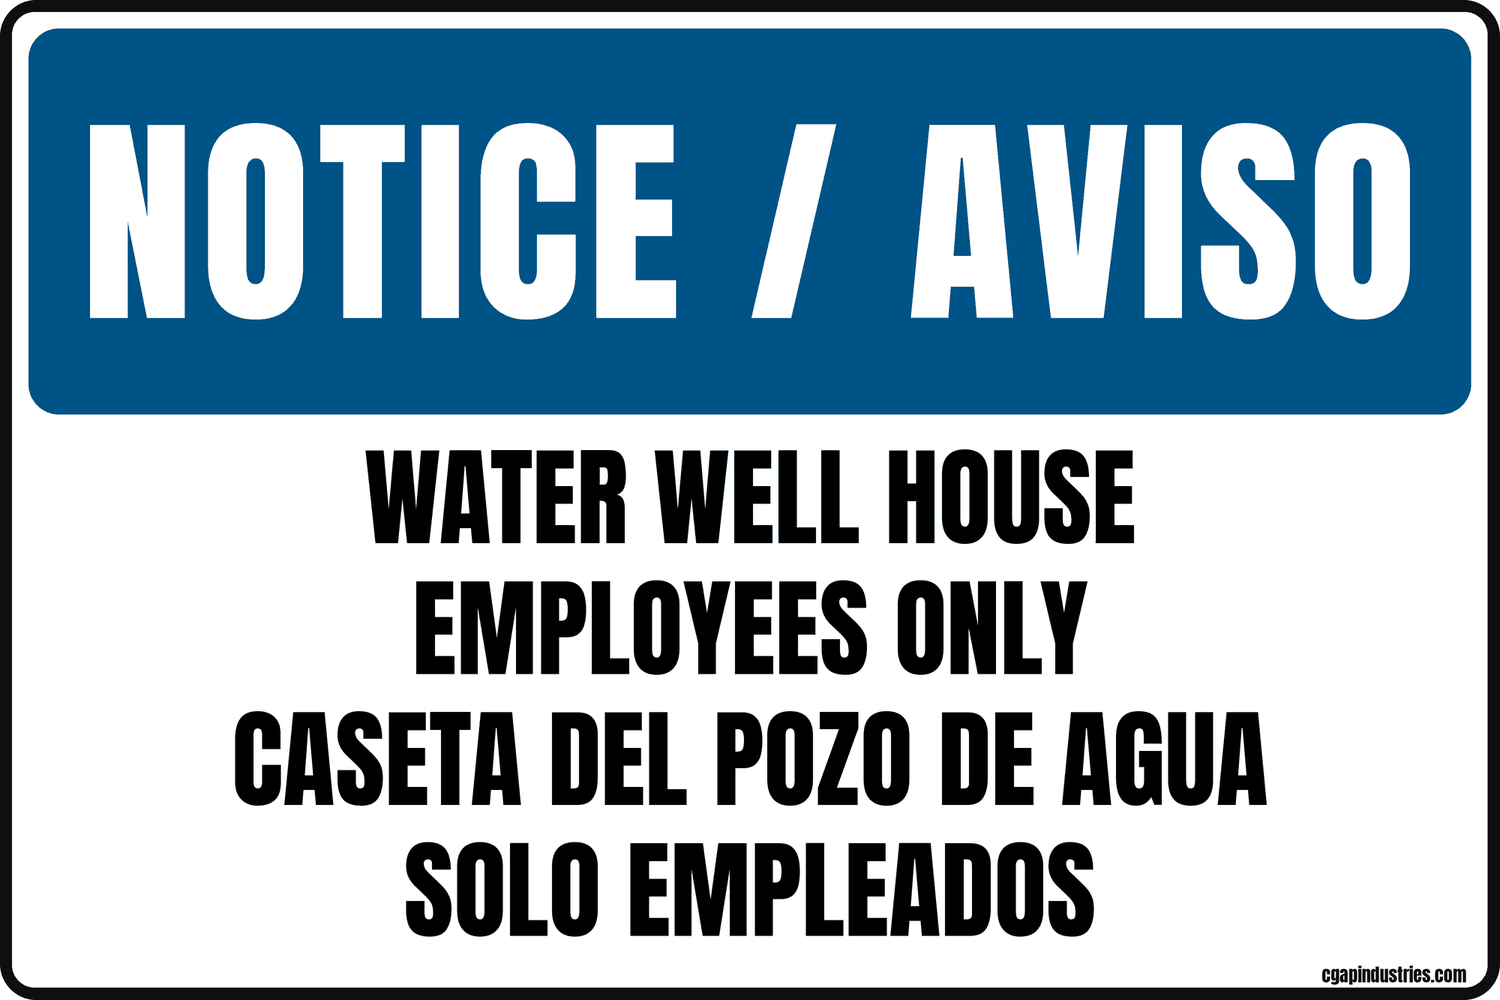 NOTICE / AVISO
WATER WELL HOUSE
EMPLOYEES ONLY
CASETA DEL POZO DE AGUA
SOLO EMPLEADOS
cgapindustries.com